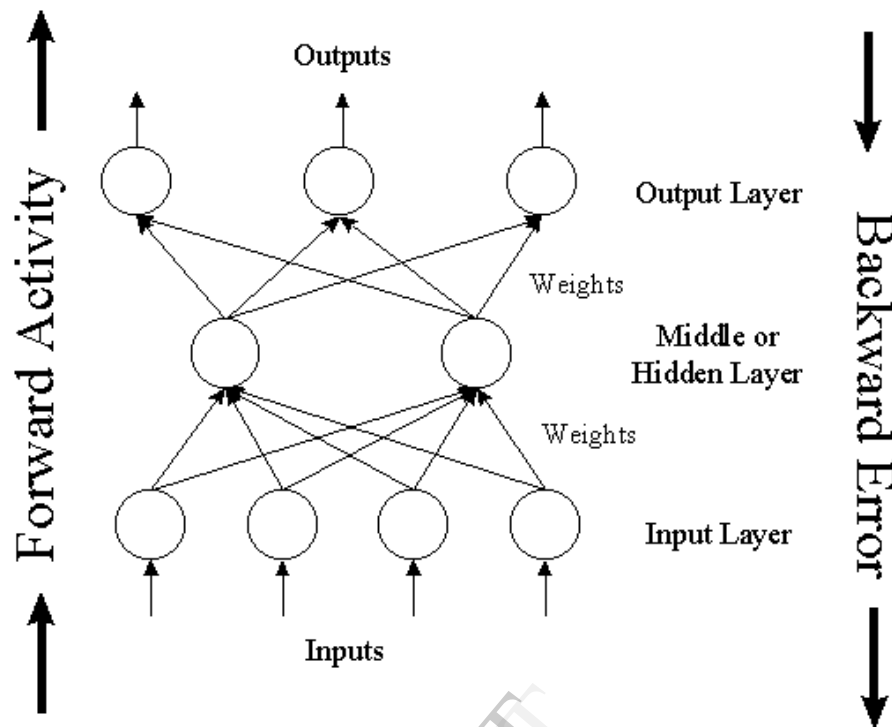 Outputs
Forward Activity
Output Layer
Backward Error
Weights
Middle or
Hidden Layer
Weights
Input Layer
Inputs